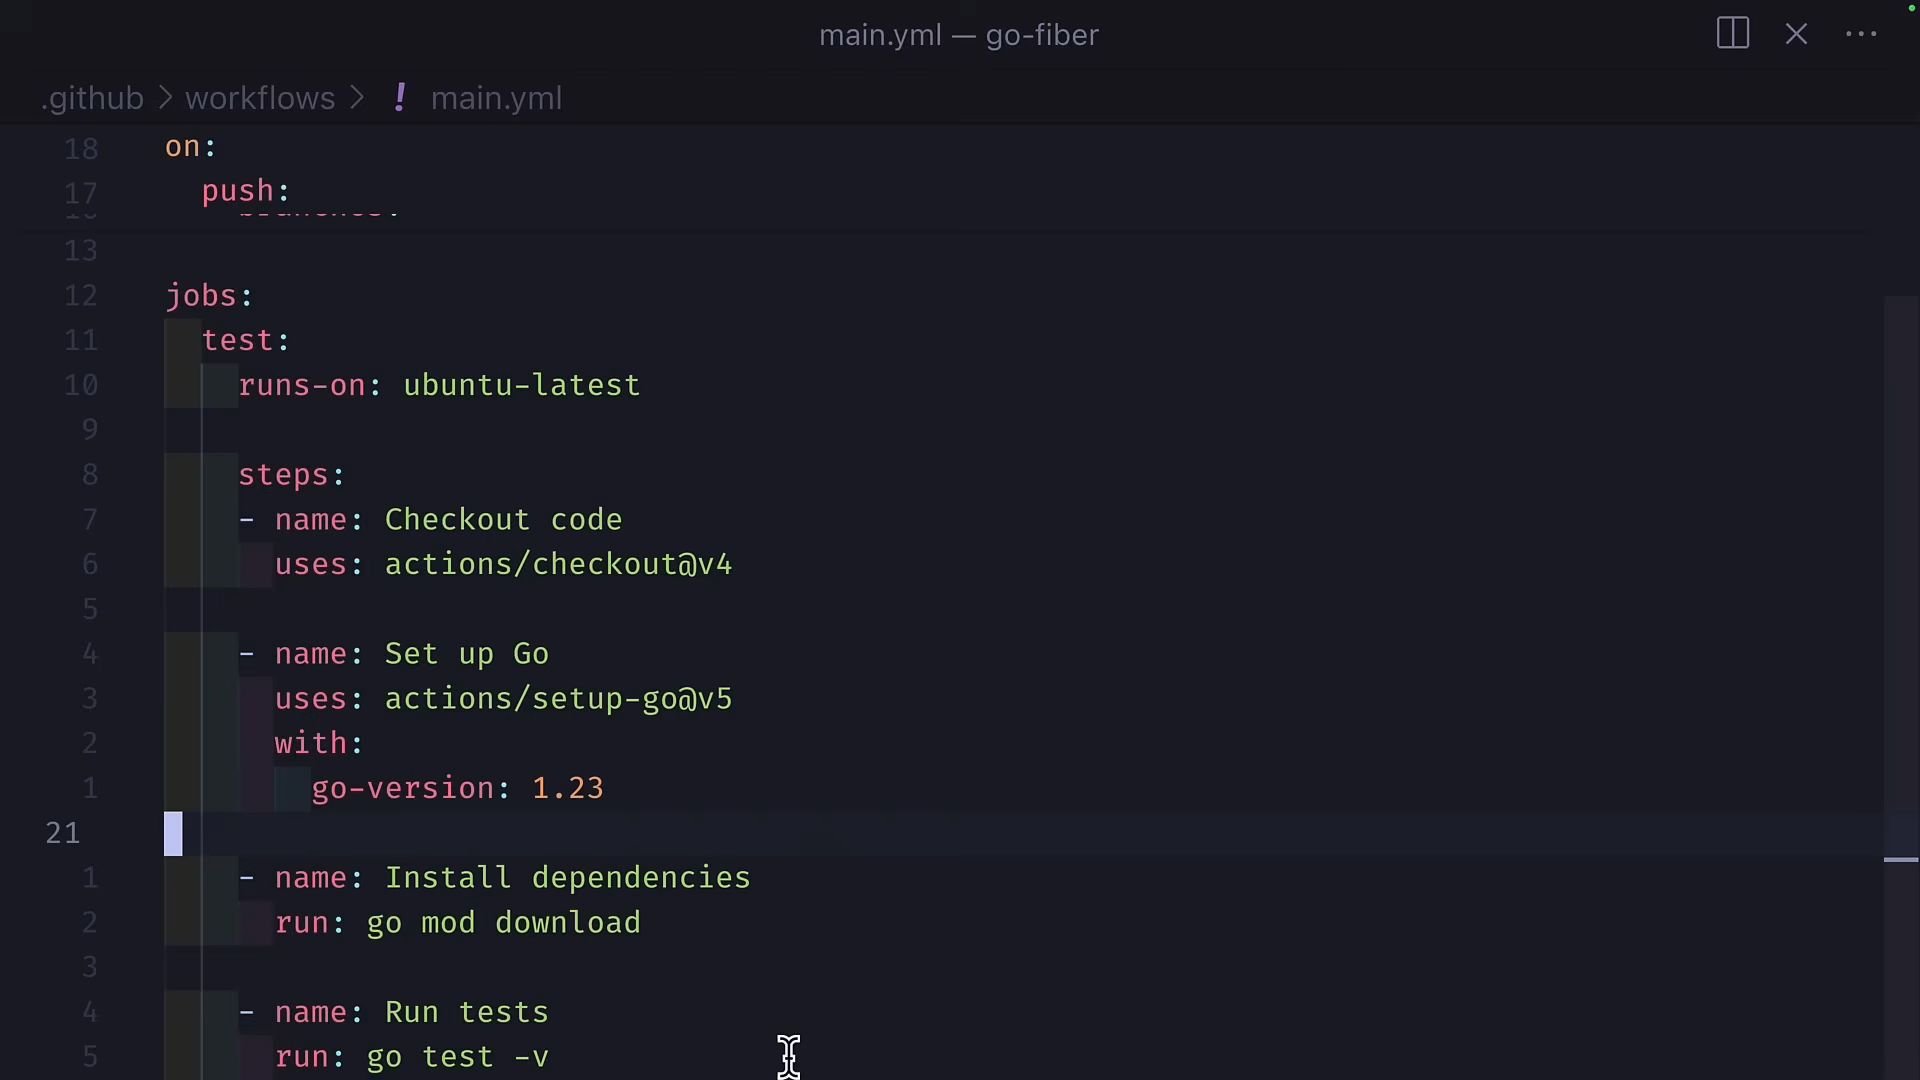 main.yml — go-fiber
.github > workflows > ! main.yml
18 on:
17 push:
13
12 jobs:
11 test:
10 runs-on: ubuntu-latest
9
8 steps:
7 - name: Checkout code
6 uses: actions/checkout@v4
5
4 - name: Set up Go
3 uses: actions/setup-go@v5
2 with:
1 go-version: 1.23
21
1 - name: Install dependencies
2 run: go mod download
3
4 - name: Run tests
5 run: go test -v